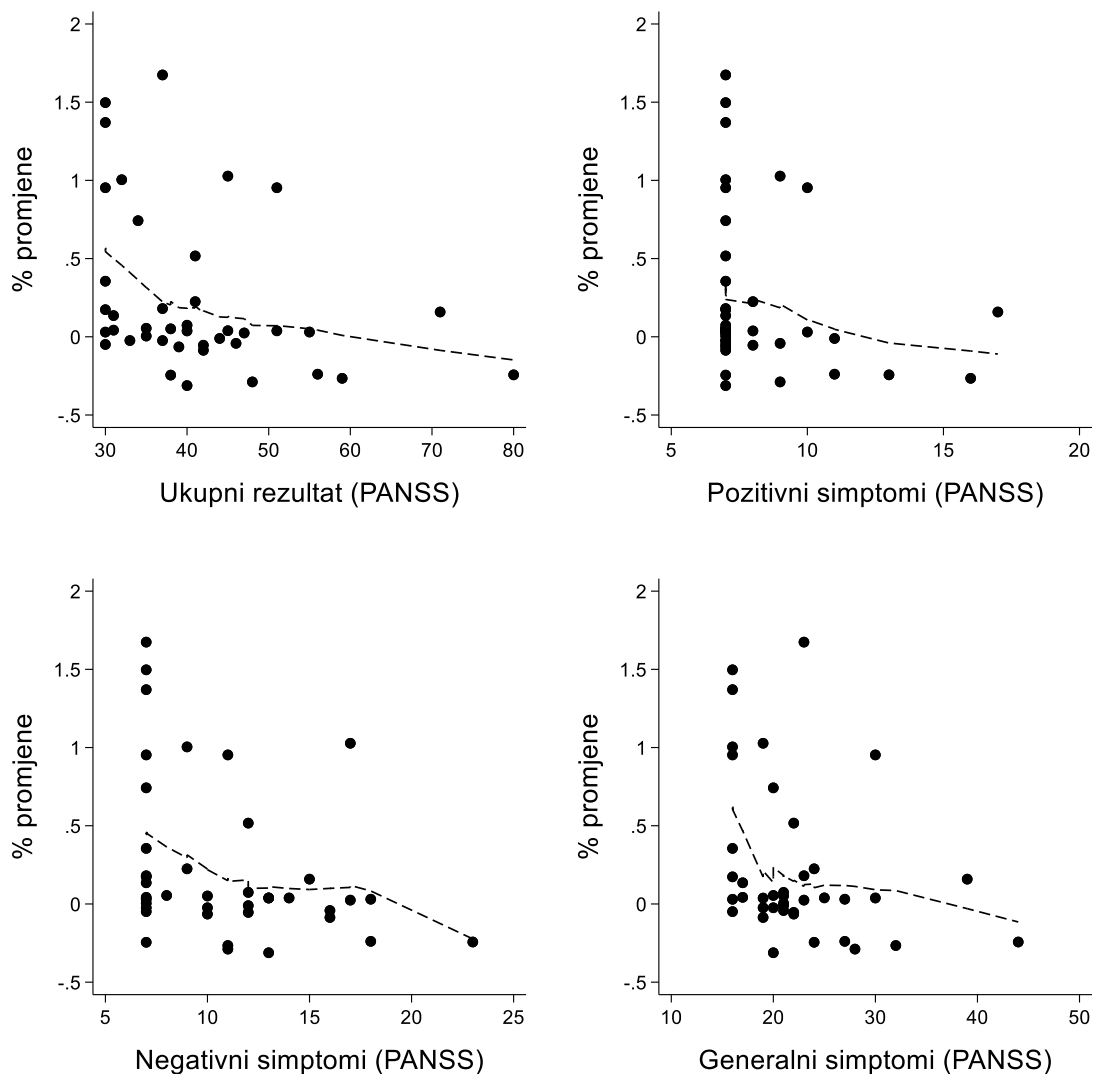 % promjene
2
1.5
1
.5
0
-.5
30 40 50 60 70 80
Ukupni rezultat (PANSS)
% promjene
2
1.5
1
.5
0
-.5
5 10 15 20
Pozitivni simptomi (PANSS)
% promjene
2
1.5
1
.5
0
-.5
5 10 15 20 25
Negativni simptomi (PANSS)
% promjene
2
1.5
1
.5
0
-.5
10 20 30 40 50
Generalni simptomi (PANSS)